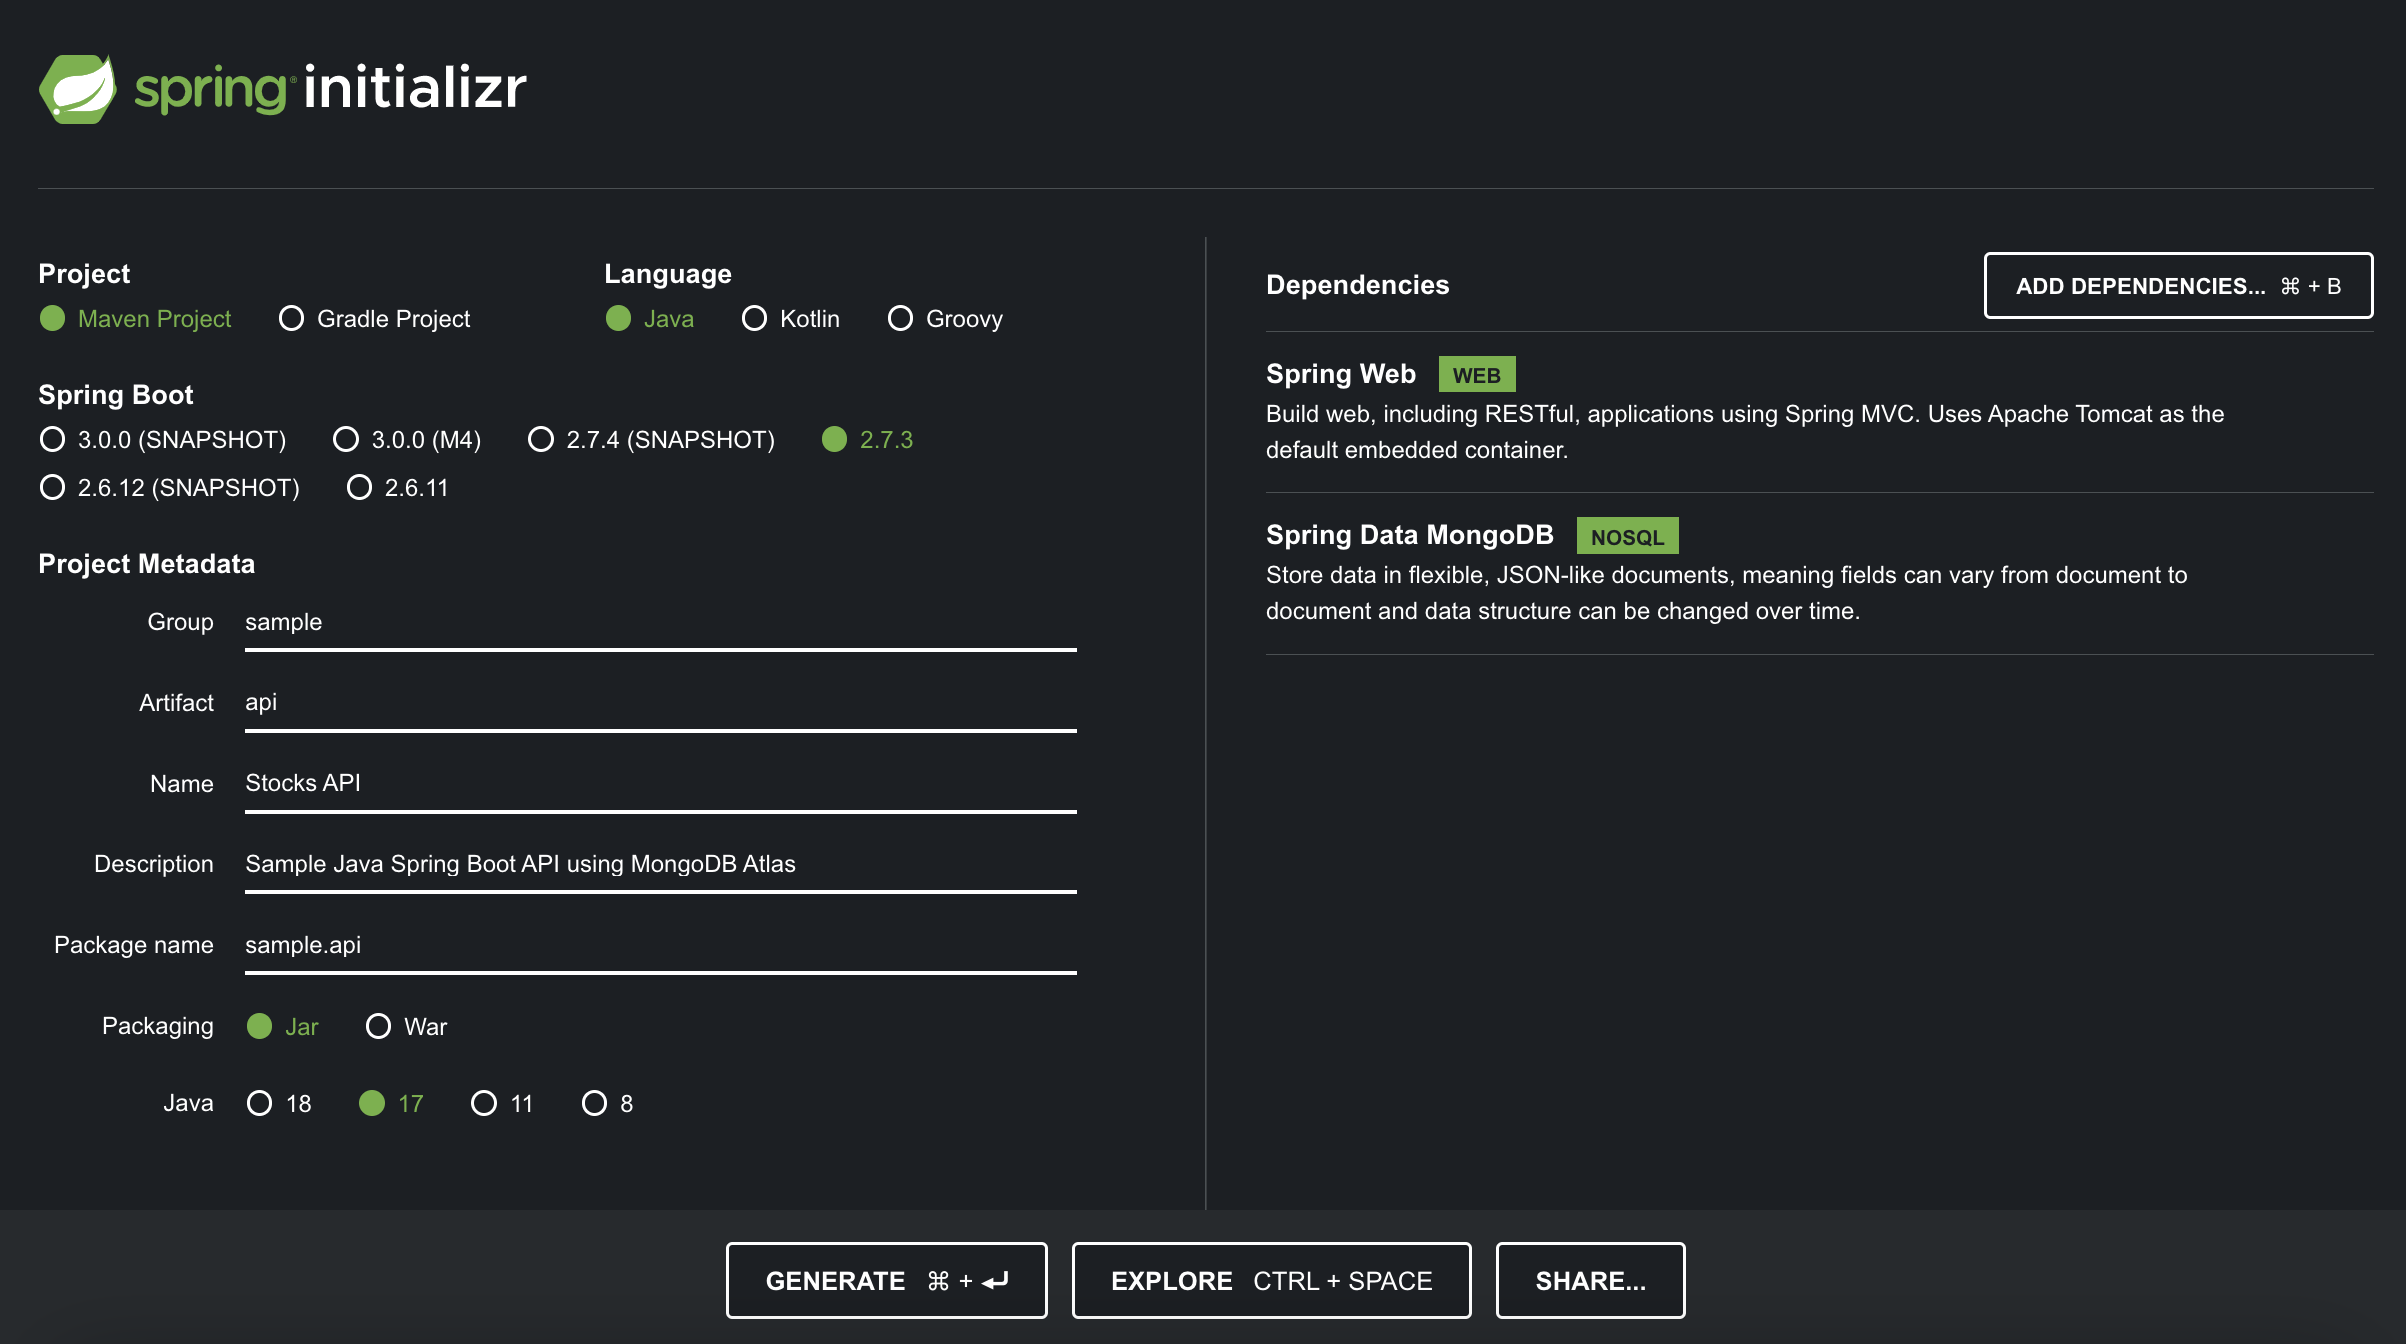 spring® initializr
Project
Maven Project Gradle Project
Language
Java Kotlin Groovy
Spring Boot
3.0.0 (SNAPSHOT) 3.0.0 (M4) 2.7.4 (SNAPSHOT) 2.7.3
2.6.12 (SNAPSHOT) 2.6.11
Project Metadata
Group sample
Artifact api
Name Stocks API
Description Sample Java Spring Boot API using MongoDB Atlas
Package name sample.api
Packaging Jar War
Java 18 17 11 8
Dependencies ADD DEPENDENCIES... ⌘ + B
Spring Web WEB
Build web, including RESTful, applications using Spring MVC. Uses Apache Tomcat as the
default embedded container.
Spring Data MongoDB NOSQL
Store data in flexible, JSON-like documents, meaning fields can vary from document to
document and data structure can be changed over time.
GENERATE ⌘ + ↵ EXPLORE CTRL + SPACE SHARE...